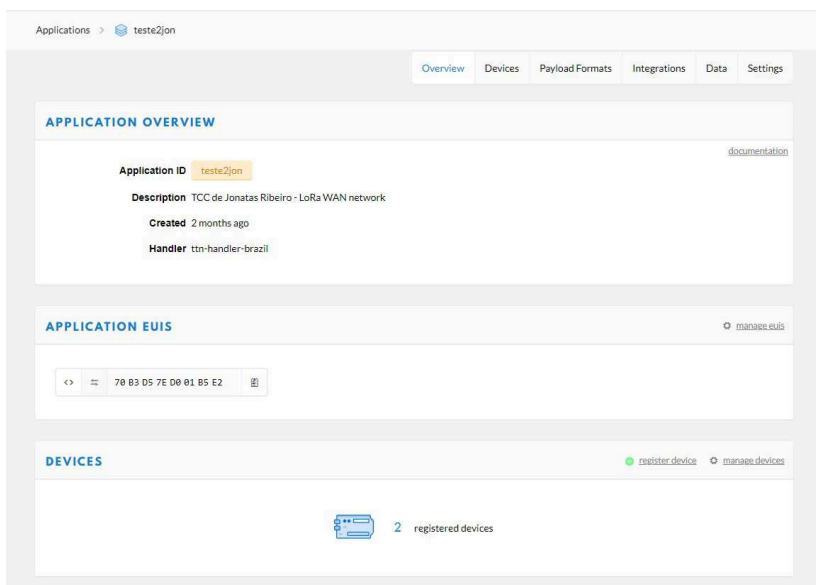 Applications > teste2jon
Overview Devices Payload Formats Integrations Data Settings
APPLICATION OVERVIEW
documentation
Application ID teste2jon
Description TCC de Jonatas Ribeiro - LoRa WAN network
Created 2 months ago
Handler ttn-handler-brazil
APPLICATION EUIS
manage euis
<> 70 B3 D5 7E D0 01 B5 E2
DEVICES
register device manage devices
2 registered devices